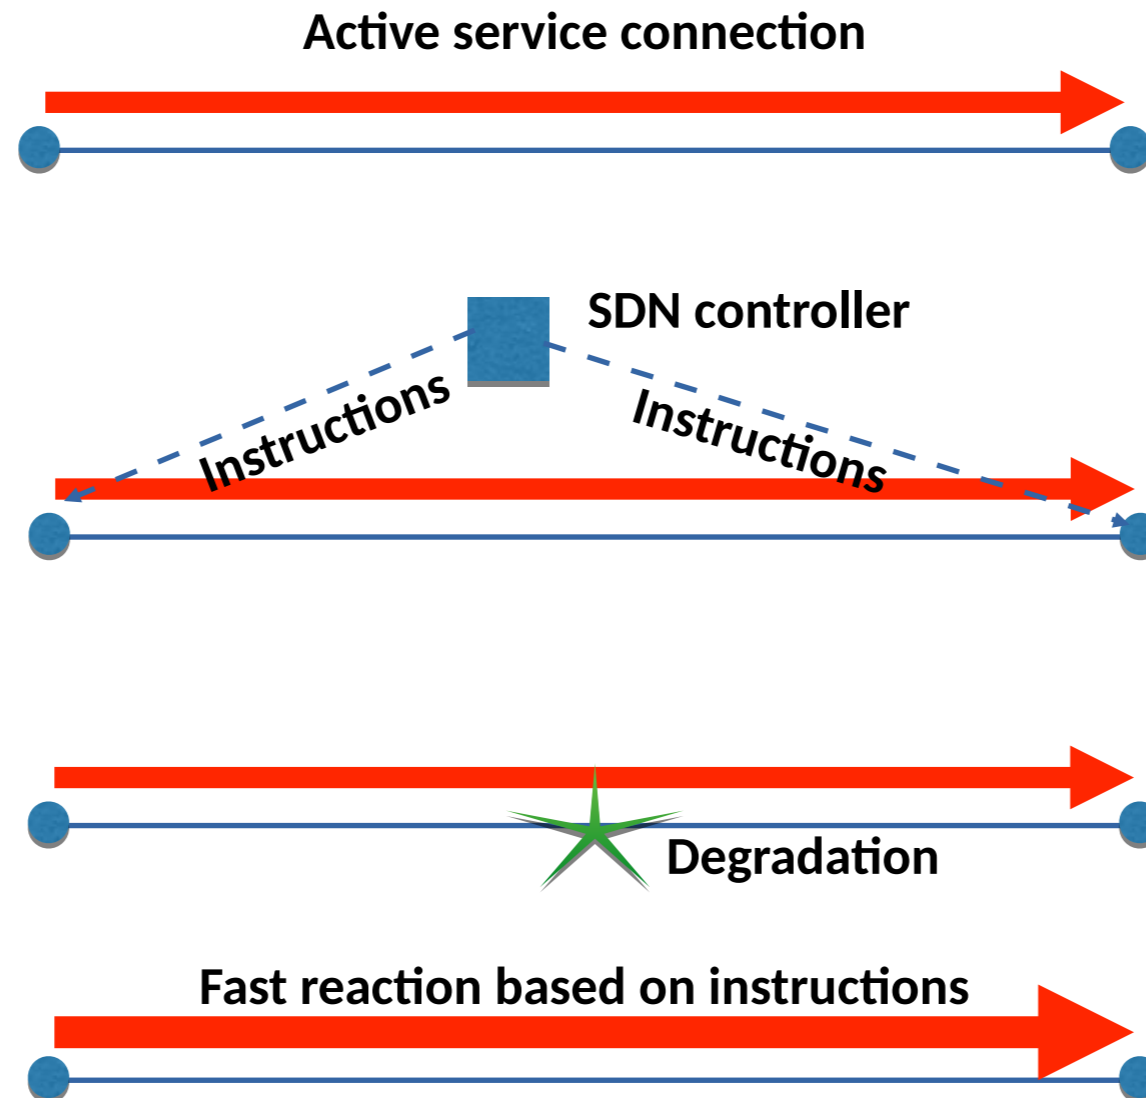 Active service connection
SDN controller
Instructions
Instructions
Degradation
Fast reaction based on instructions